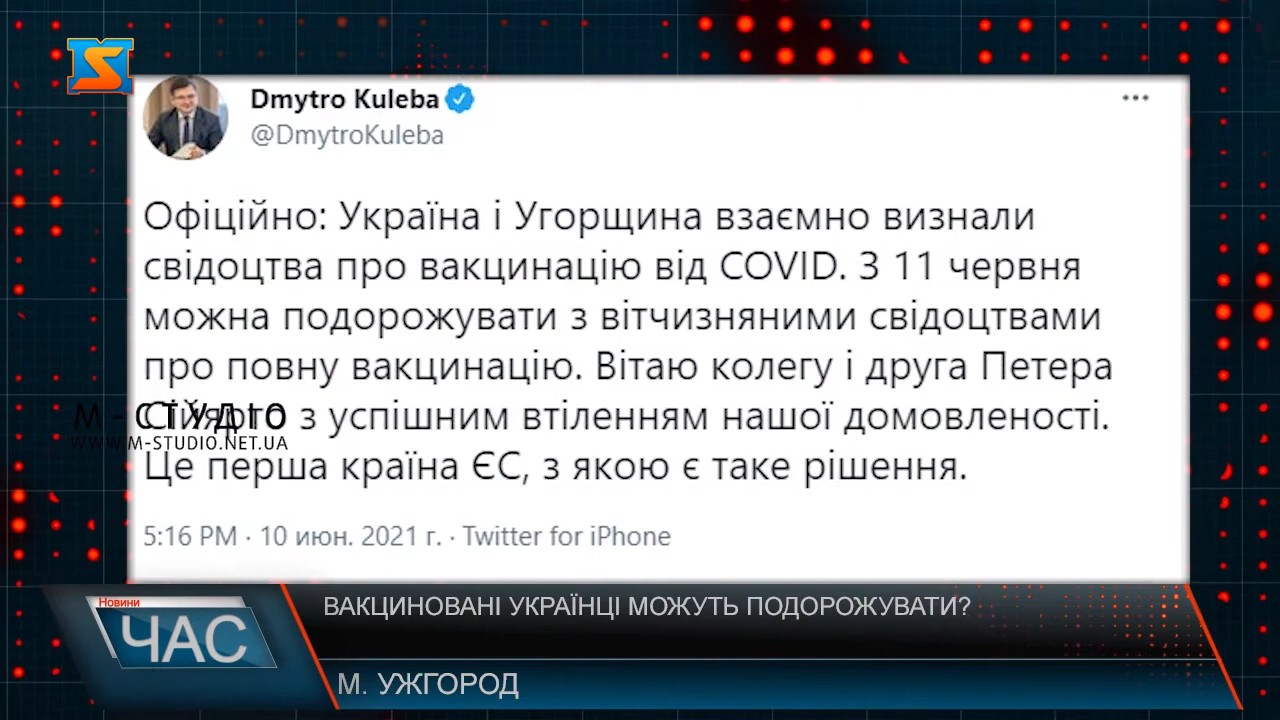 Dmytro Kuleba
@DmytroKuleba
Офіційно: Україна і Угорщина взаємно визнали
свідоцтва про вакцинацію від COVID. З 11 червня
можна подорожувати з вітчизняними свідоцтвами
про повну вакцинацію. Вітаю колегу і друга Петера
Сійярто з успішним втіленням нашої домовленості.
Це перша країна ЄС, з якою є таке рішення.
М - СТУДІО
WWW.M-STUDIO.NET.UA
5:16 PM · 10 июн. 2021 г. · Twitter for iPhone
Новини
ЧАС
ВАКЦИНОВАНІ УКРАЇНЦІ МОЖУТЬ ПОДОРОЖУВАТИ?
М. УЖГОРОД